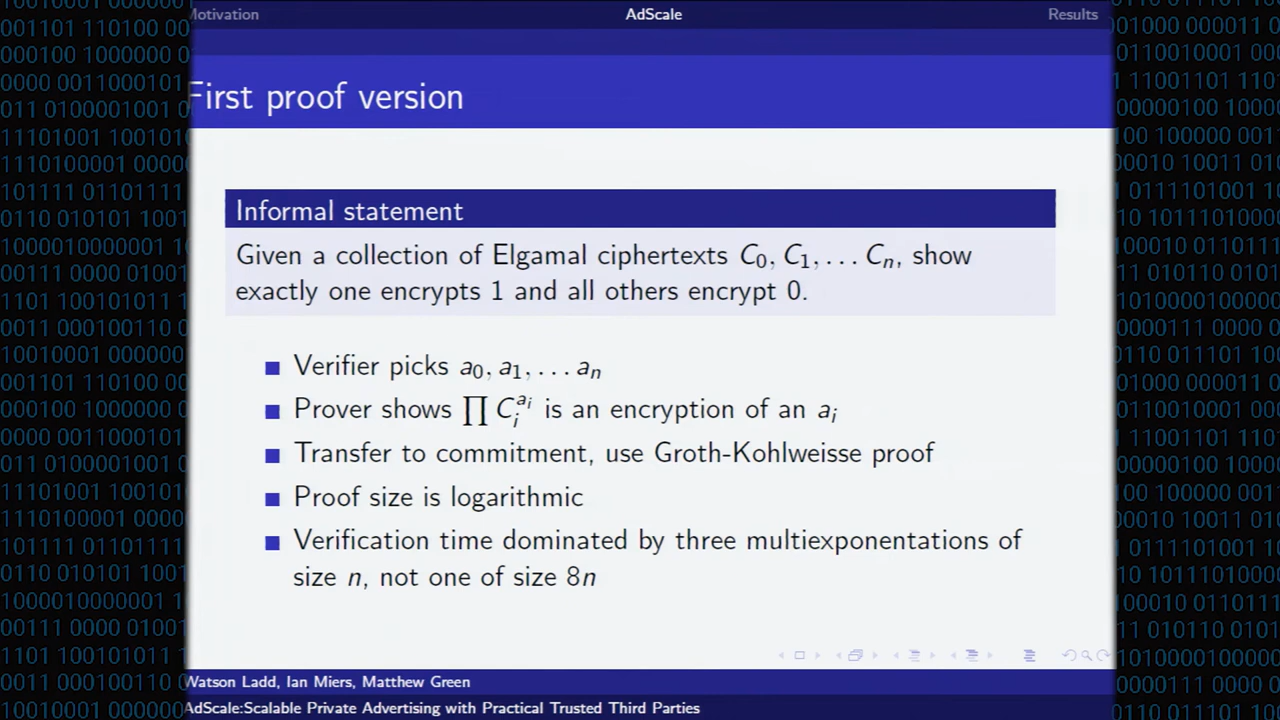 Motivation AdScale Results
First proof version
Informal statement
Given a collection of Elgamal ciphertexts C₀, C₁, . . . Cₙ, show
exactly one encrypts 1 and all others encrypt 0.
Verifier picks a₀, a₁, . . . aₙ
Prover shows ∏ Cᵢ^{aᵢ} is an encryption of an aᵢ
Transfer to commitment, use Groth-Kohlweisse proof
Proof size is logarithmic
Verification time dominated by three multiexponentations of
size n, not one of size 8n
Watson Ladd, Ian Miers, Matthew Green
AdScale:Scalable Private Advertising with Practical Trusted Third Parties